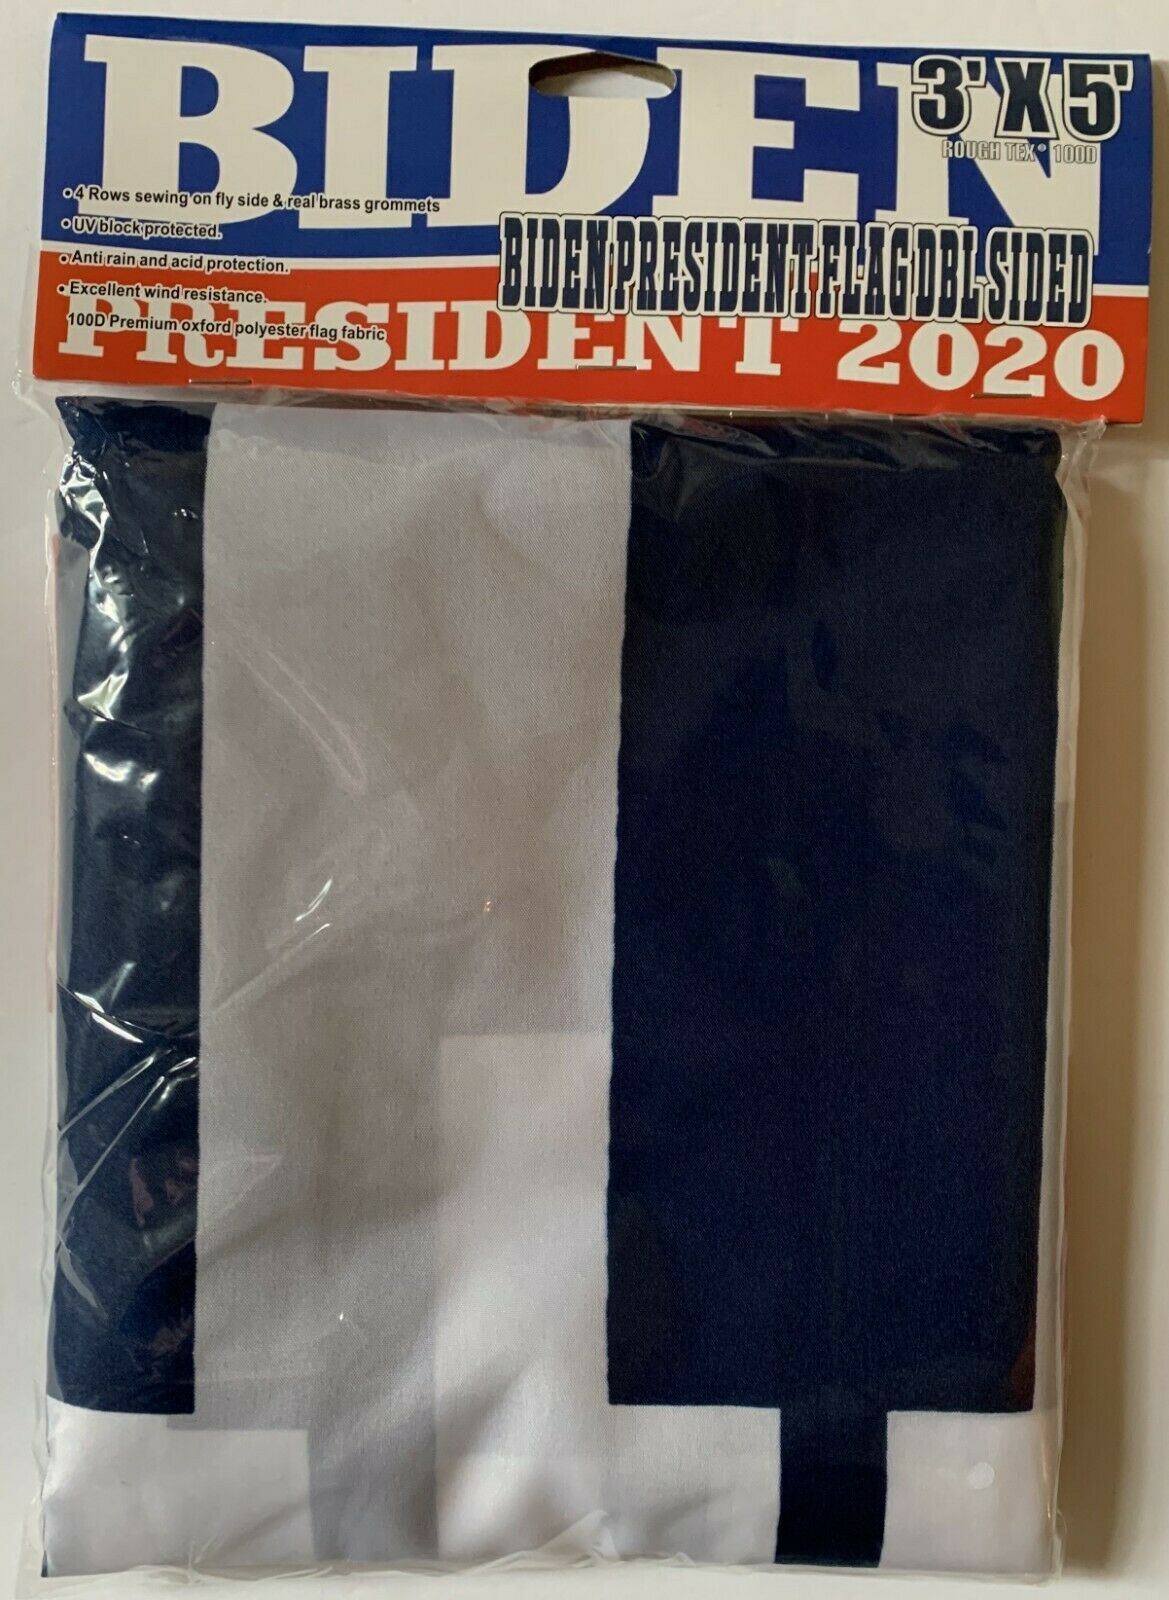 BIDEN
3' X 5'
ROUGH TEX® 100D
• 4 Rows sewing on fly side & real brass grommets
• UV block protected.
BIDEN PRESIDENT FLAG DBL SIDED
• Anti rain and acid protection.
• Excellent wind resistance.
100D Premium oxford polyester flag fabric
PRESIDENT 2020